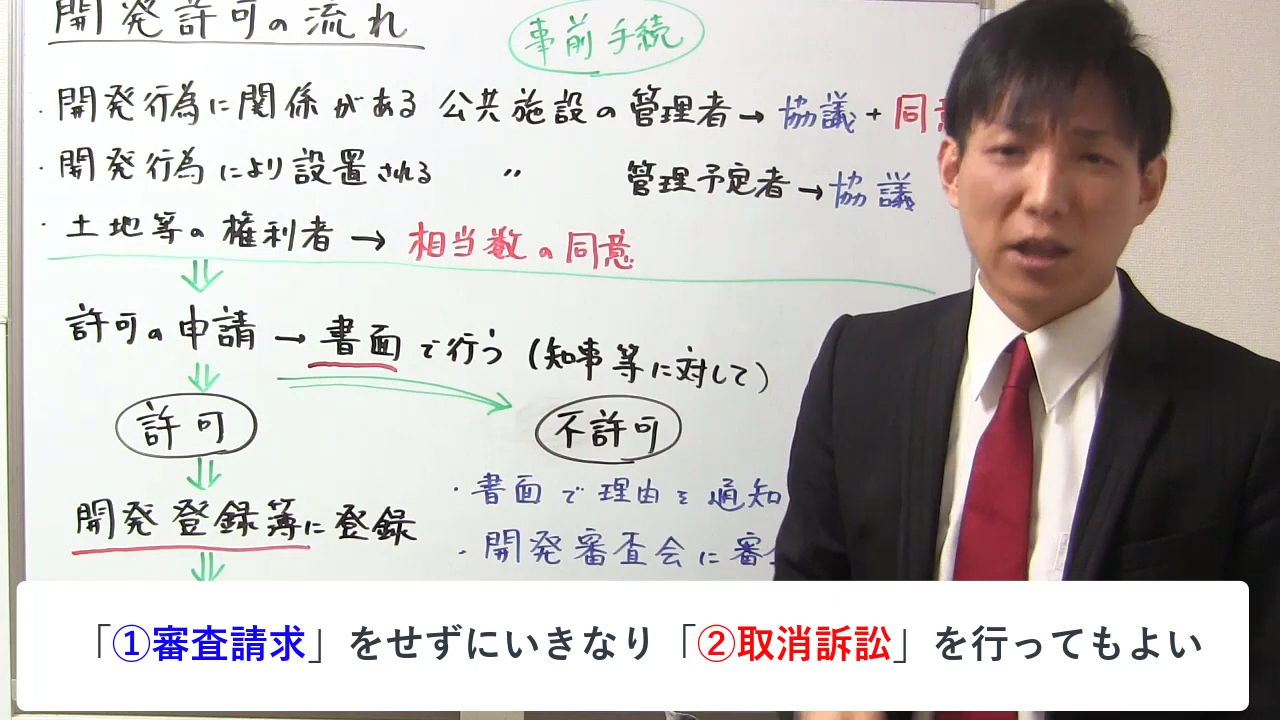 開発許可の流れ
事前手続
・開発行為に関係がある 公共施設の管理者→協議+同
・開発行為により設置される 〃 管理予定者→協議
・土地等の権利者→相当数の同意
許可の申請→書面で行う(知事等に対して)
許可
不許可
開発登録簿に登録
・書面で理由を通知
・開発審査会に審
「①審査請求」をせずにいきなり「②取消訴訟」を行ってもよい